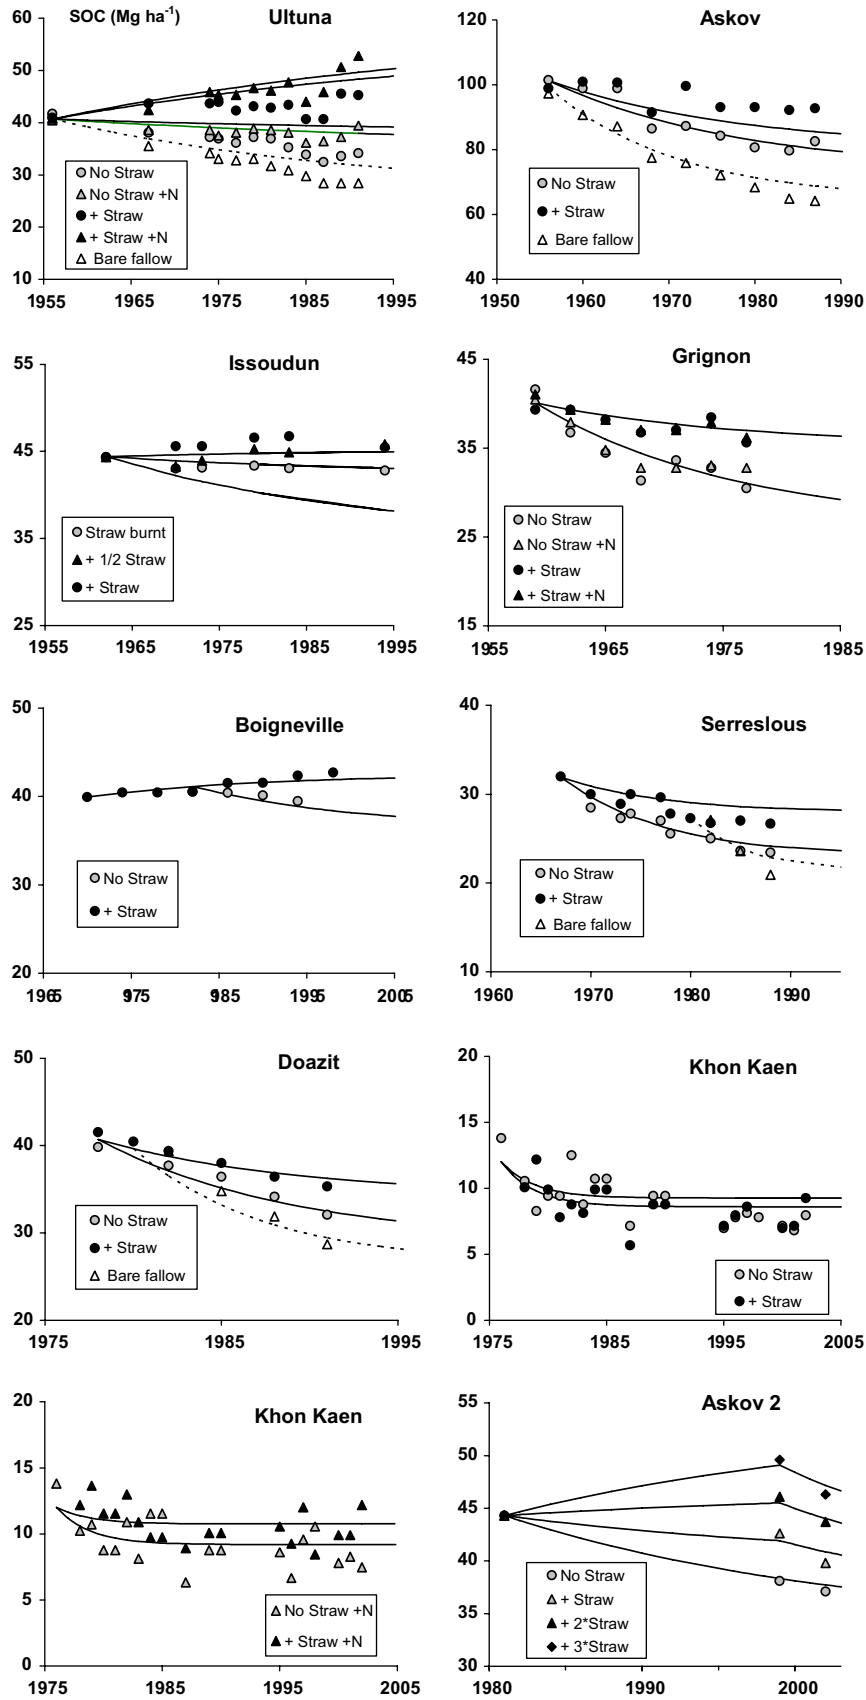 SOC (Mg ha-1)
Ultuna
60
50
40
30
20
10
No Straw
No Straw +N
+ Straw
+ Straw +N
Bare fallow
1955 1965 1975 1985 1995
Askov
120
100
80
60
40
No Straw
+ Straw
Bare fallow
1950 1960 1970 1980 1990
Issoudun
55
45
35
25
Straw burnt
+ 1/2 Straw
+ Straw
1955 1965 1975 1985 1995
Grignon
45
35
25
15
No Straw
No Straw +N
+ Straw
+ Straw +N
1955 1965 1975 1985
Boigneville
50
40
30
20
No Straw
+ Straw
1965 1975 1985 1995 2005
Serreslous
40
30
20
10
No Straw
+ Straw
Bare fallow
1960 1970 1980 1990
Doazit
50
40
30
20
No Straw
+ Straw
Bare fallow
1975 1985 1995
Khon Kaen
20
15
10
5
0
No Straw
+ Straw
1975 1985 1995 2005
Khon Kaen
20
15
10
5
0
No Straw +N
+ Straw +N
1975 1985 1995 2005
Askov 2
55
50
45
40
35
30
No Straw
+ Straw
+ 2*Straw
+ 3*Straw
1980 1990 2000